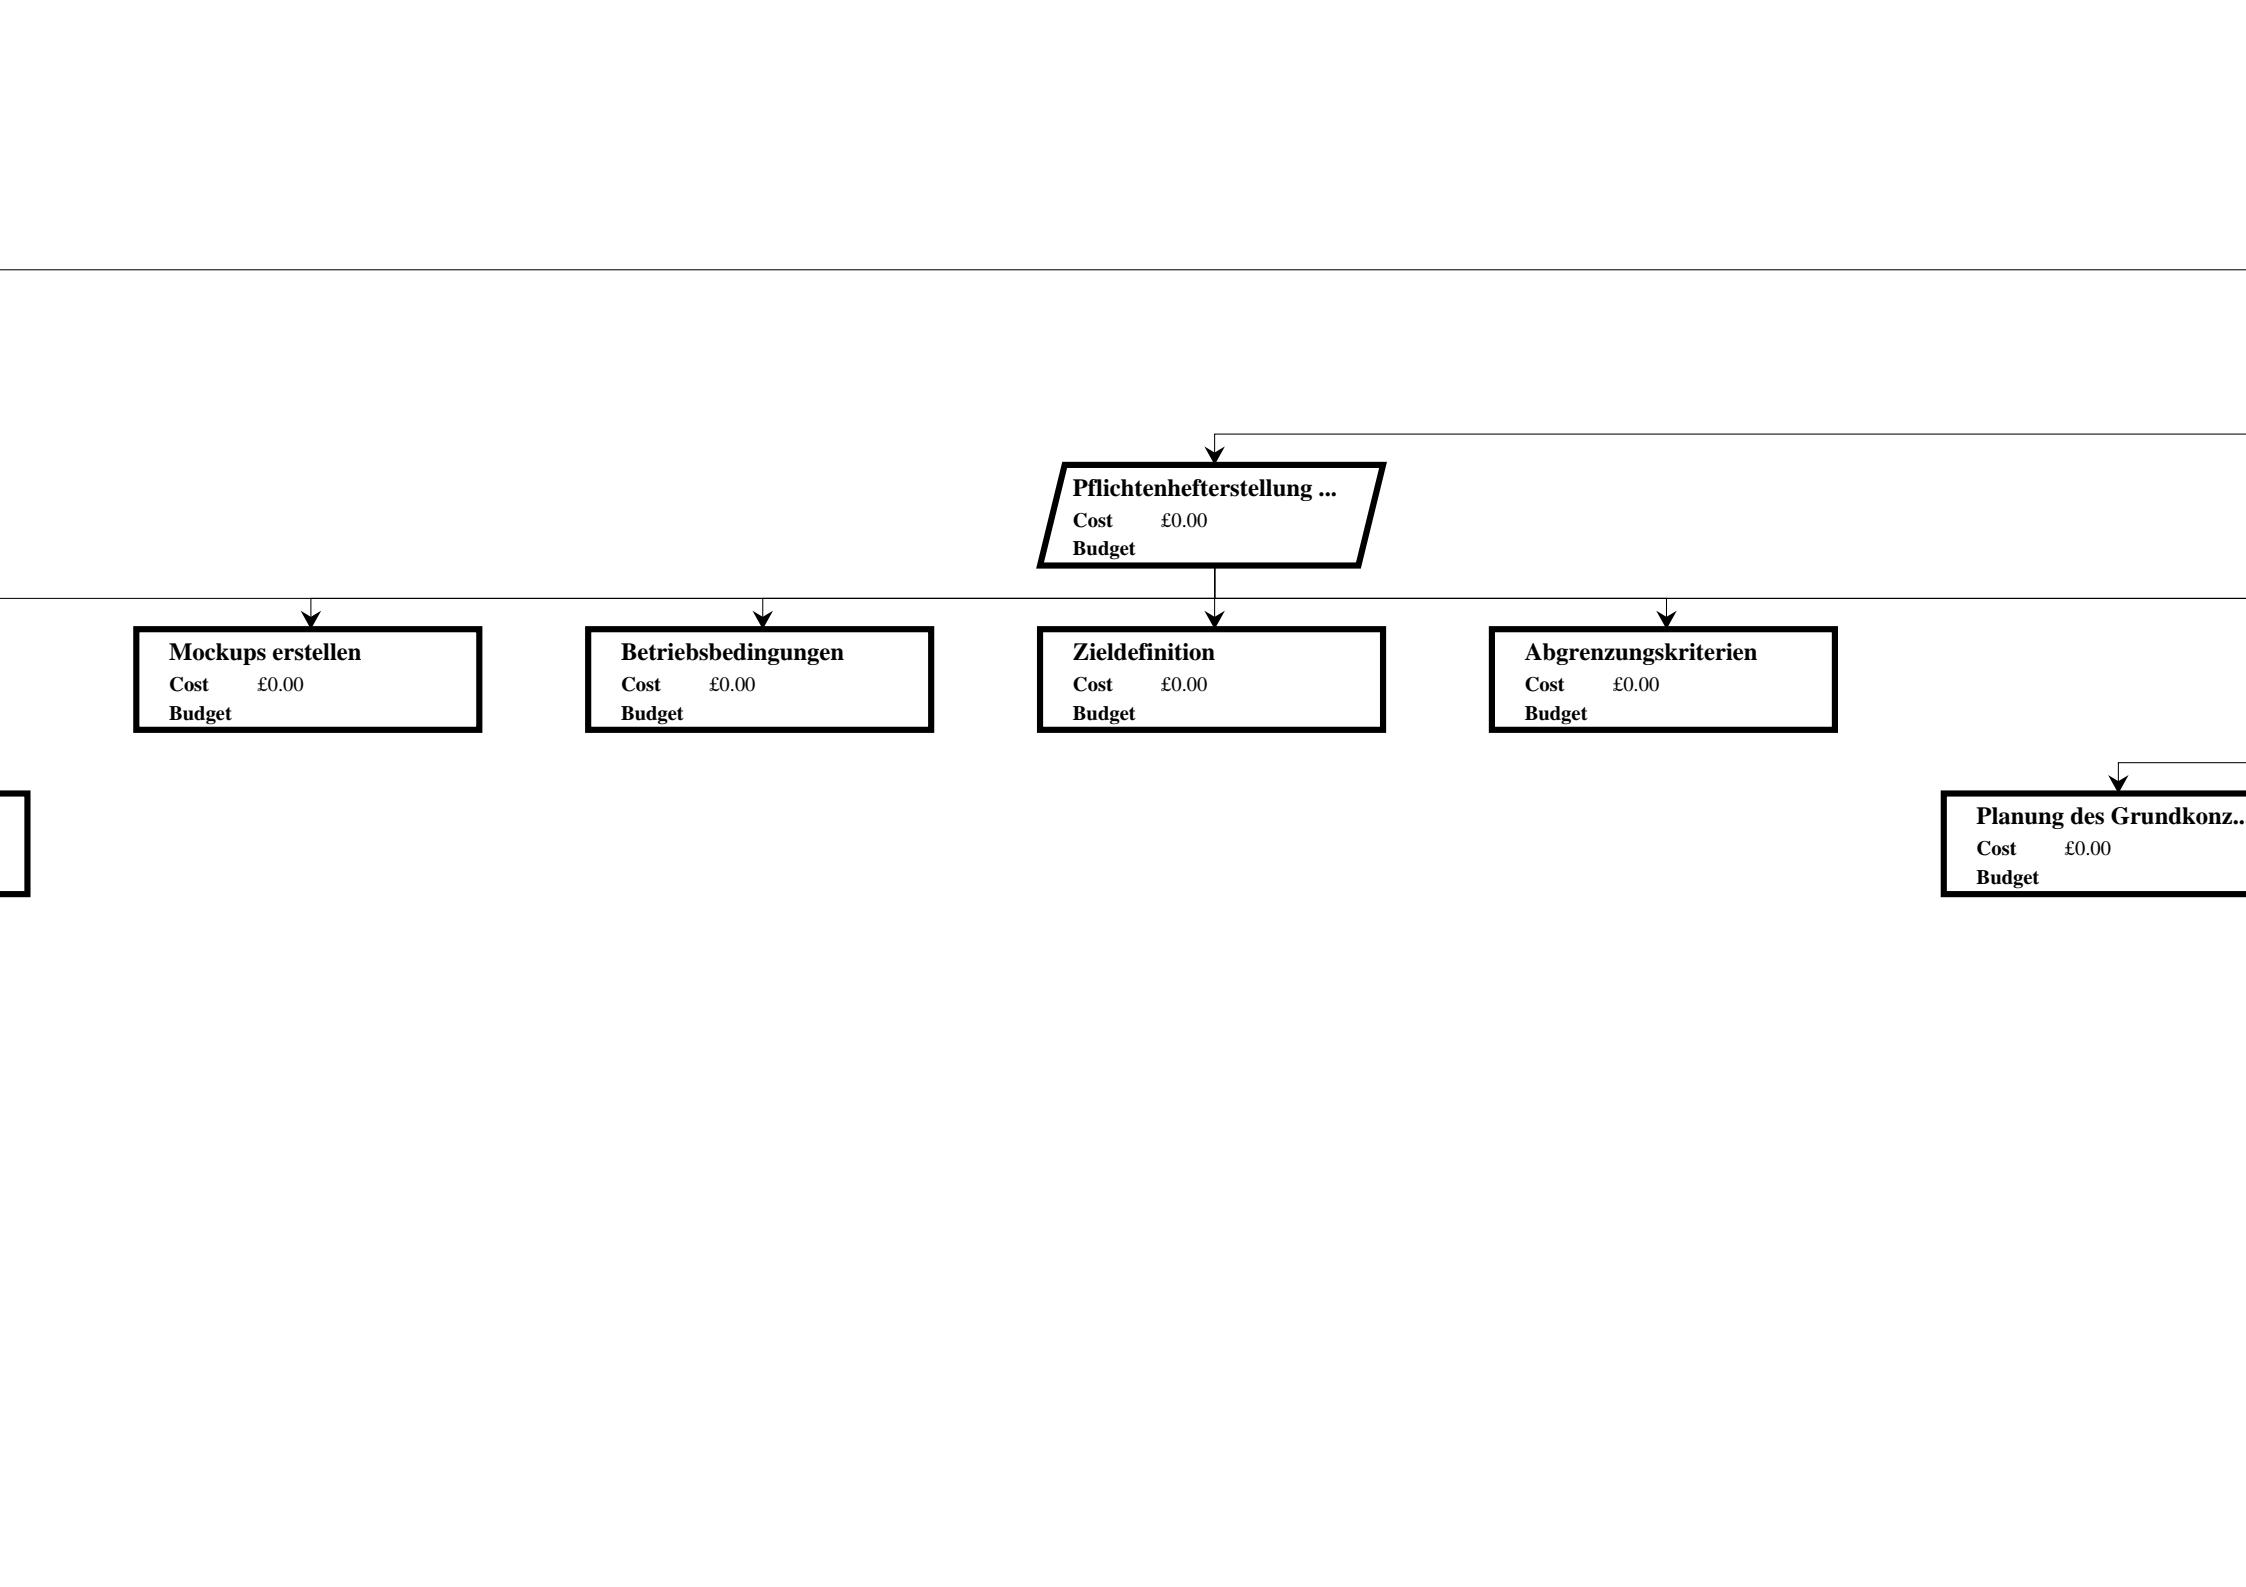 Pflichtenhefterstellung ...
Cost £0.00
Budget
Mockups erstellen
Cost £0.00
Budget
Betriebsbedingungen
Cost £0.00
Budget
Zieldefinition
Cost £0.00
Budget
Abgrenzungskriterien
Cost £0.00
Budget
Planung des Grundkonz...
Cost £0.00
Budget